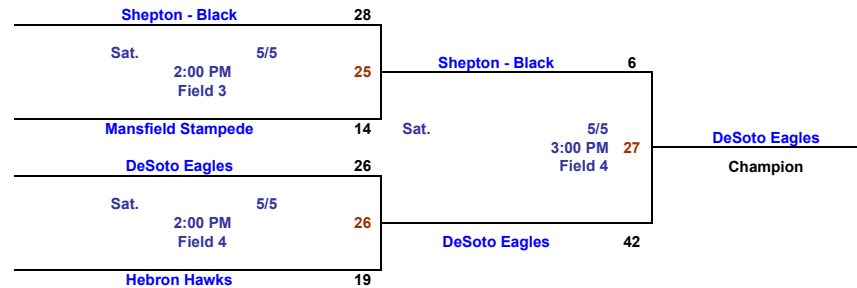 Shepton - Black 28
Sat. 5/5
2:00 PM 25
Field 3
Mansfield Stampede 14
DeSoto Eagles 26
Sat. 5/5
2:00 PM 26
Field 4
Hebron Hawks 19
Shepton - Black 6
Sat. 5/5
3:00 PM 27
Field 4
DeSoto Eagles 42
DeSoto Eagles
Champion